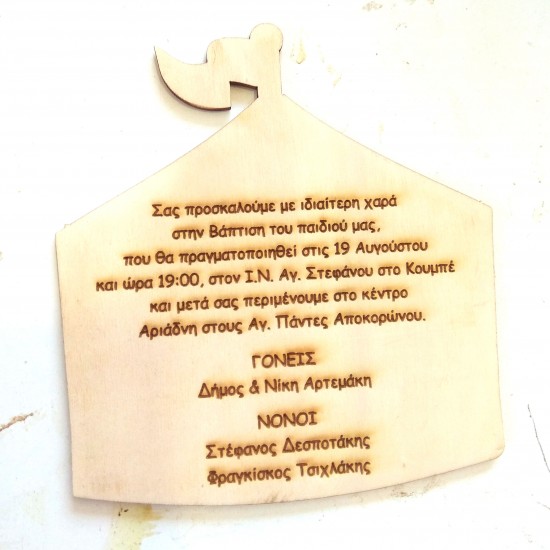 Σας προσκαλούμε με ιδιαίτερη χαρά
στην Βάπτιση του παιδιού μας,
που θα πραγματοποιηθεί στις 19 Αυγούστου
και ώρα 19:00, στον Ι.Ν. Αγ. Στεφάνου στο Κουμπέ
και μετά σας περιμένουμε στο κέντρο
Αριάδνη στους Αγ. Πάντες Αποκορώνου.
ΓΟΝΕΙΣ
Δήμος & Νίκη Αρτεμάκη
ΝΟΝΟΙ
Στέφανος Δεσποτάκης
Φραγκίσκος Τσιχλάκης